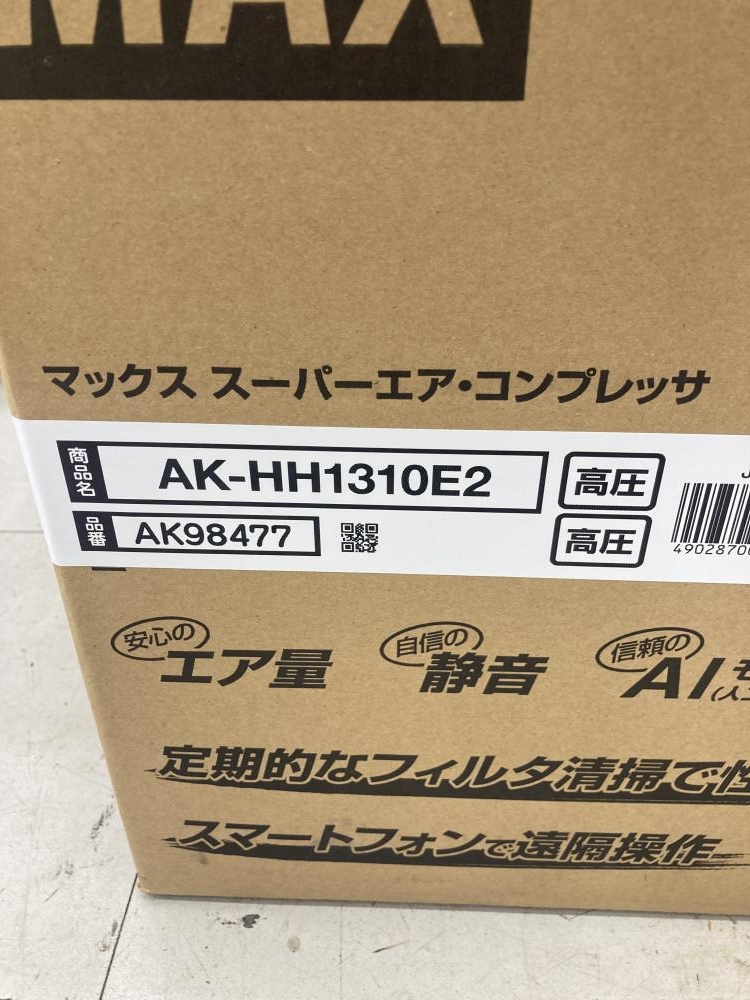 MAX
マックス スーパーエア・コンプレッサ
商品名 AK-HH1310E2 高圧
品番 AK98477 高圧
J
4902870
安心の エア量 自信の 静音 信頼の AI
定期的なフィルタ清掃で
スマートフォンで遠隔操作